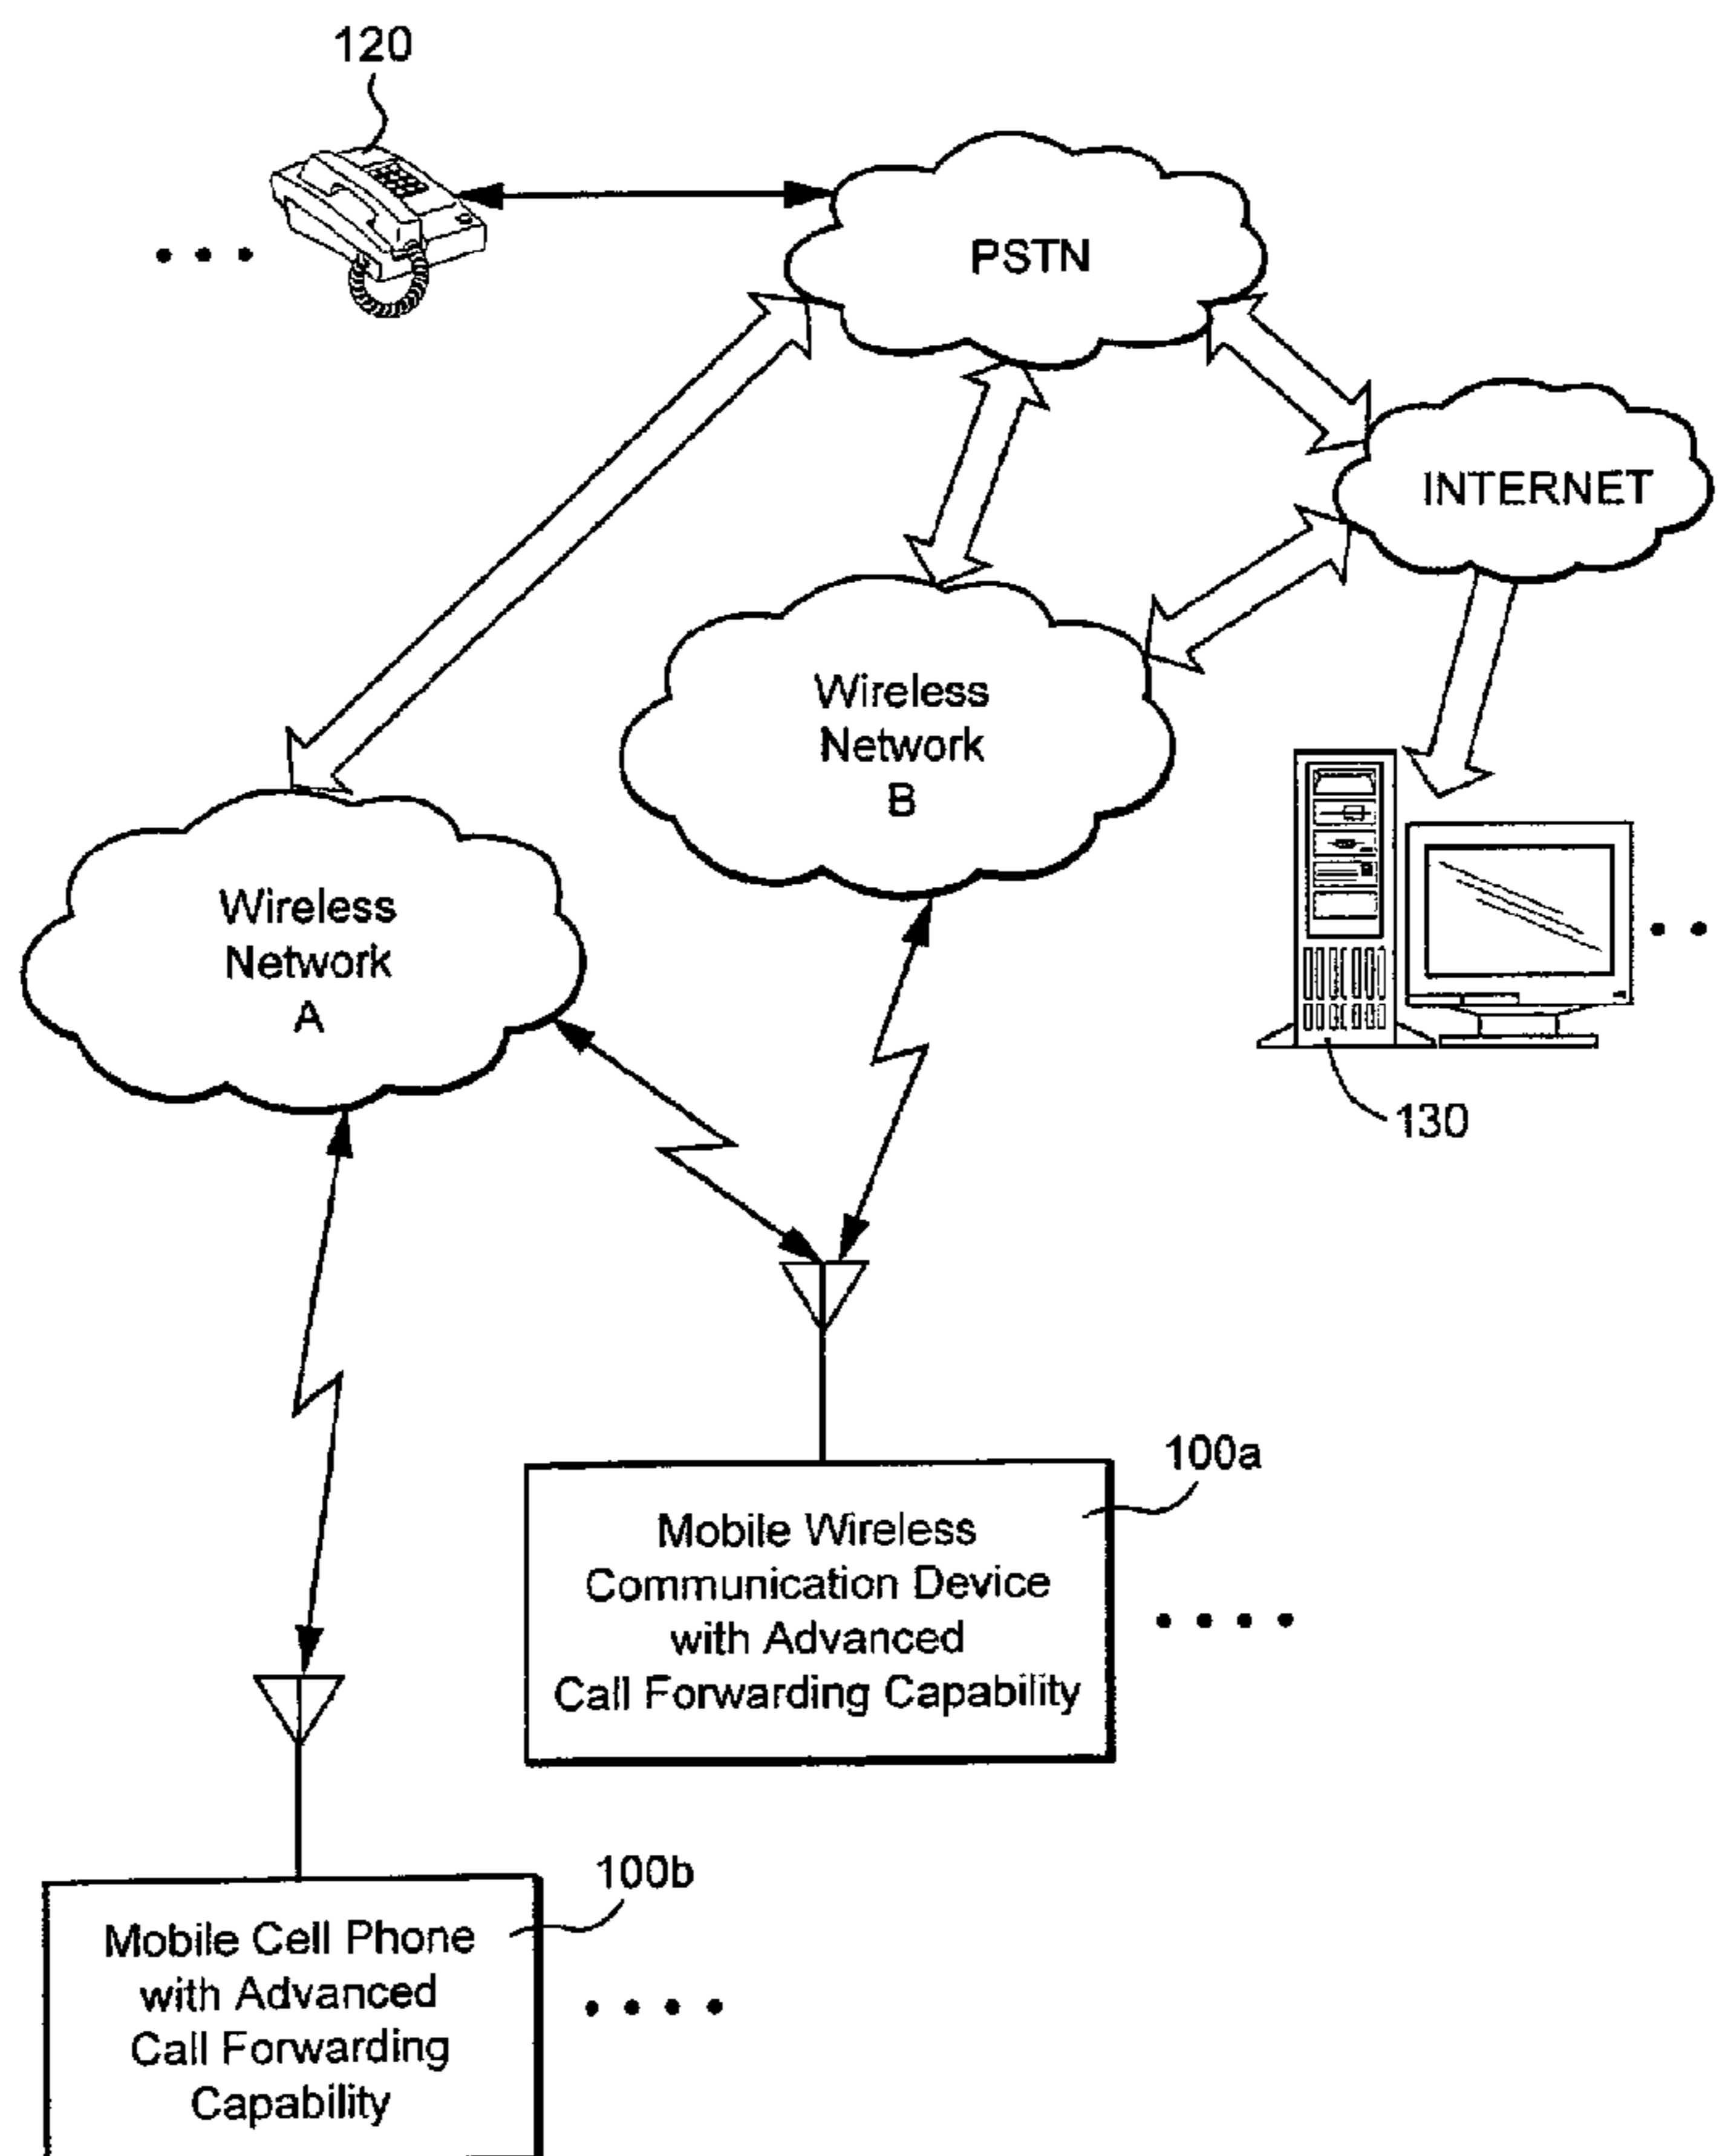 120
PSTN
INTERNET
Wireless
Network
B
Wireless
Network
A
130
100a
Mobile Wireless
Communication Device
with Advanced
Call Forwarding Capability
100b
Mobile Cell Phone
with Advanced
Call Forwarding
Capability